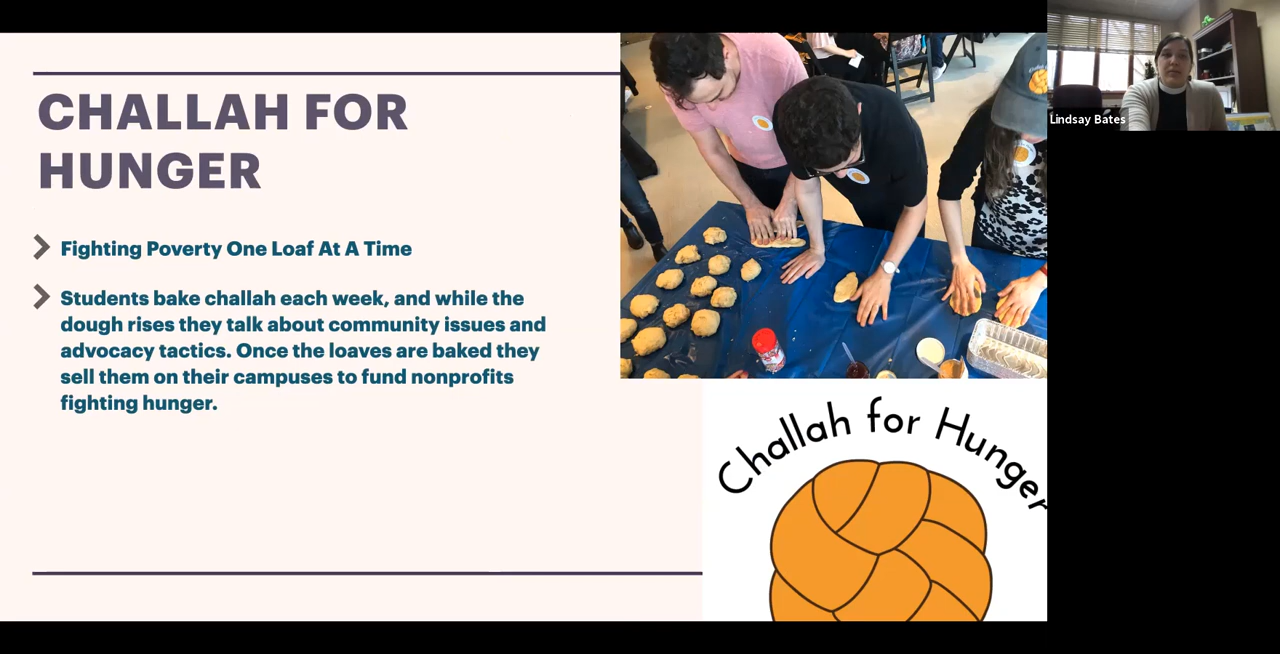 CHALLAH FOR
HUNGER
Fighting Poverty One Loaf At A Time
Students bake challah each week, and while the
dough rises they talk about community issues and
advocacy tactics. Once the loaves are baked they
sell them on their campuses to fund nonprofits
fighting hunger.
Challah for Hunger
Lindsay Bates